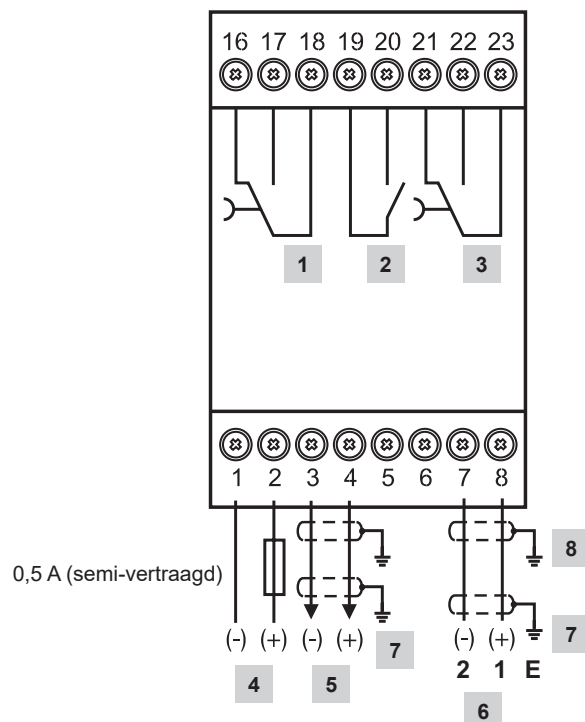 16 17 18 19 20 21 22 23
1 2 3
1 2 3 4 5 6 7 8
8
0,5 A (semi-vertraagd)
(-) (+) (-) (+) 7 (-) (+) 7
2 1 E
4 5
6